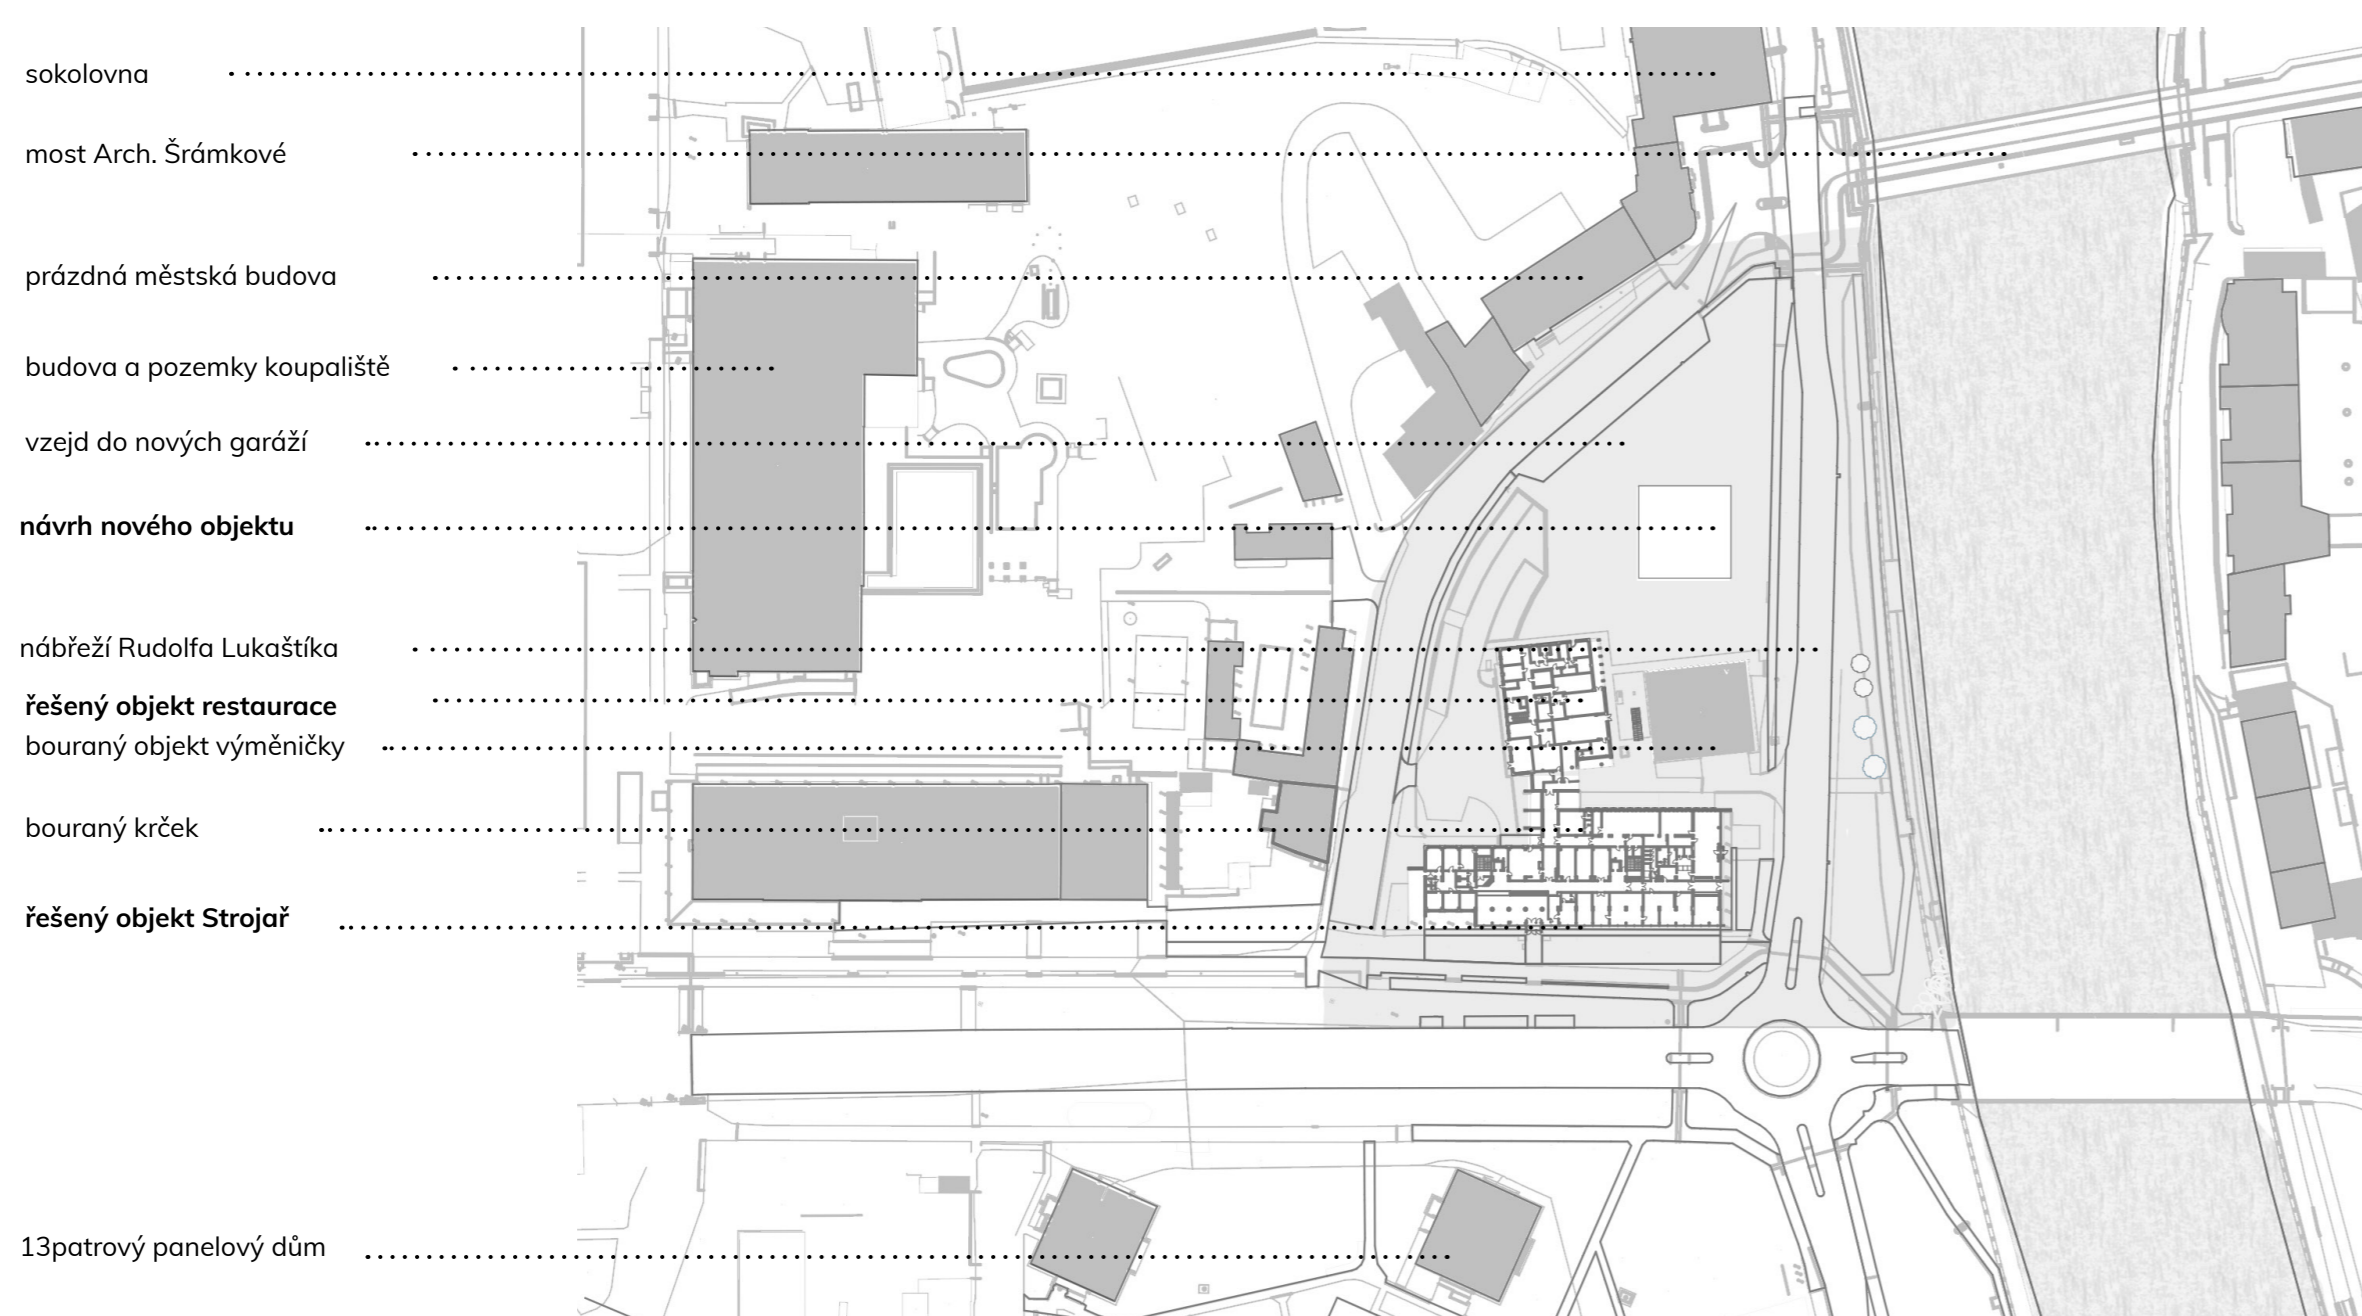 sokolovna
most Arch. Šrámkové
prázdná městská budova
budova a pozemky koupaliště
vzejd do nových garáží
návrh nového objektu
nábřeží Rudolfa Lukaštíka
řešený objekt restaurace
bouraný objekt výměničky
bouraný krček
řešený objekt Strojař
13patrový panelový dům